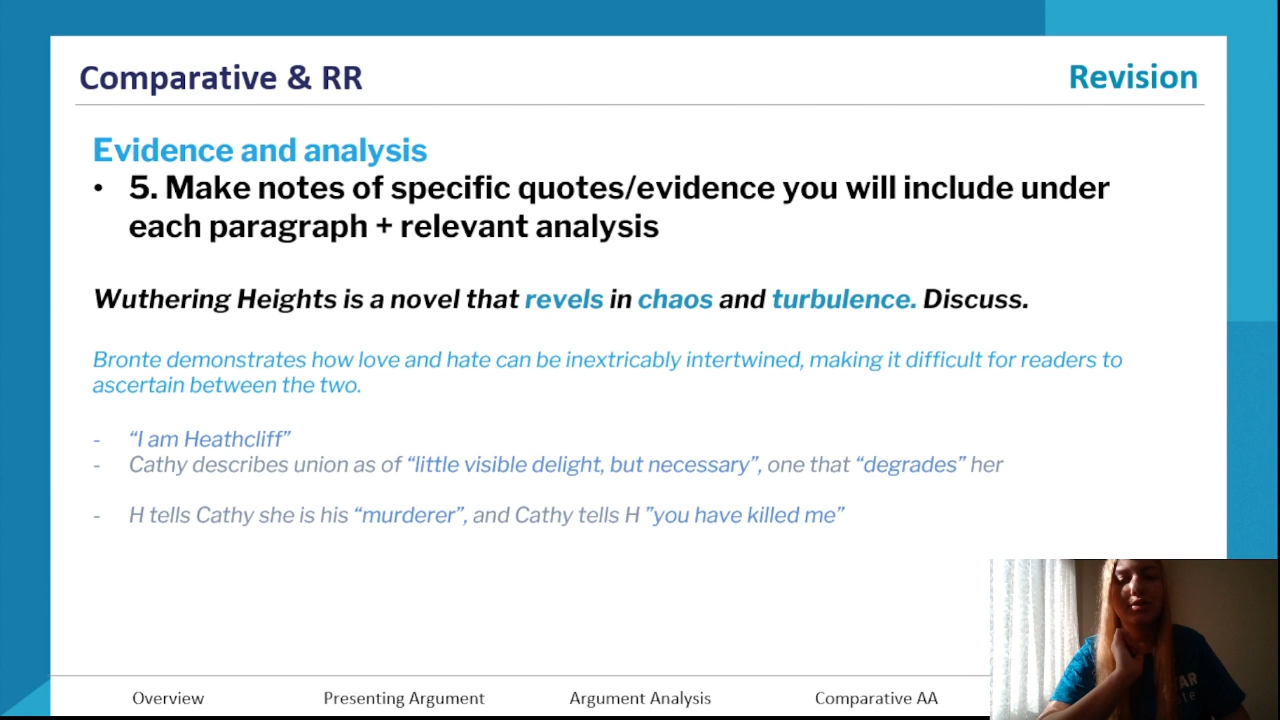 Comparative & RR
Revision
Evidence and analysis
• 5. Make notes of specific quotes/evidence you will include under
each paragraph + relevant analysis
Wuthering Heights is a novel that revels in chaos and turbulence. Discuss.
Bronte demonstrates how love and hate can be inextricably intertwined, making it difficult for readers to
ascertain between the two.
- “I am Heathcliff”
- Cathy describes union as of “little visible delight, but necessary”, one that “degrades” her
- H tells Cathy she is his “murderer”, and Cathy tells H ”you have killed me”
Overview
Presenting Argument
Argument Analysis
Comparative AA